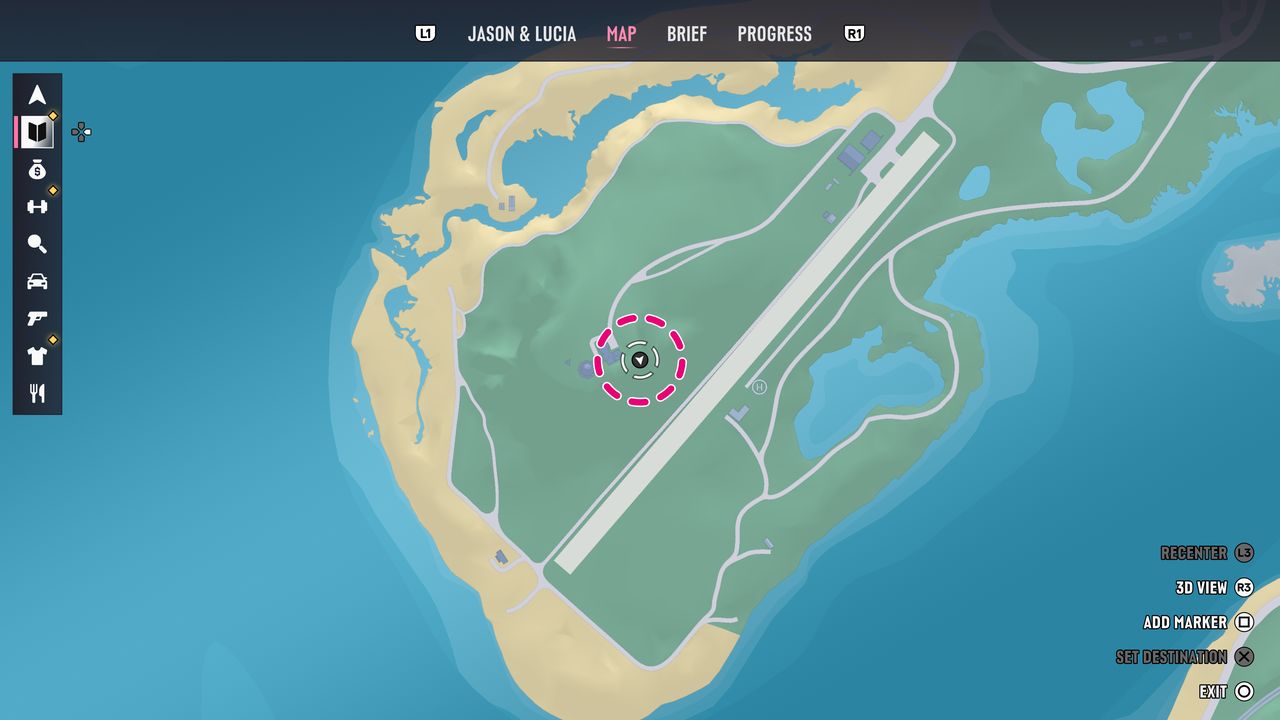 L1 JASON & LUCIA MAP BRIEF PROGRESS R1
$
H
RECENTER L3
3D VIEW R3
ADD MARKER
SET DESTINATION
EXIT